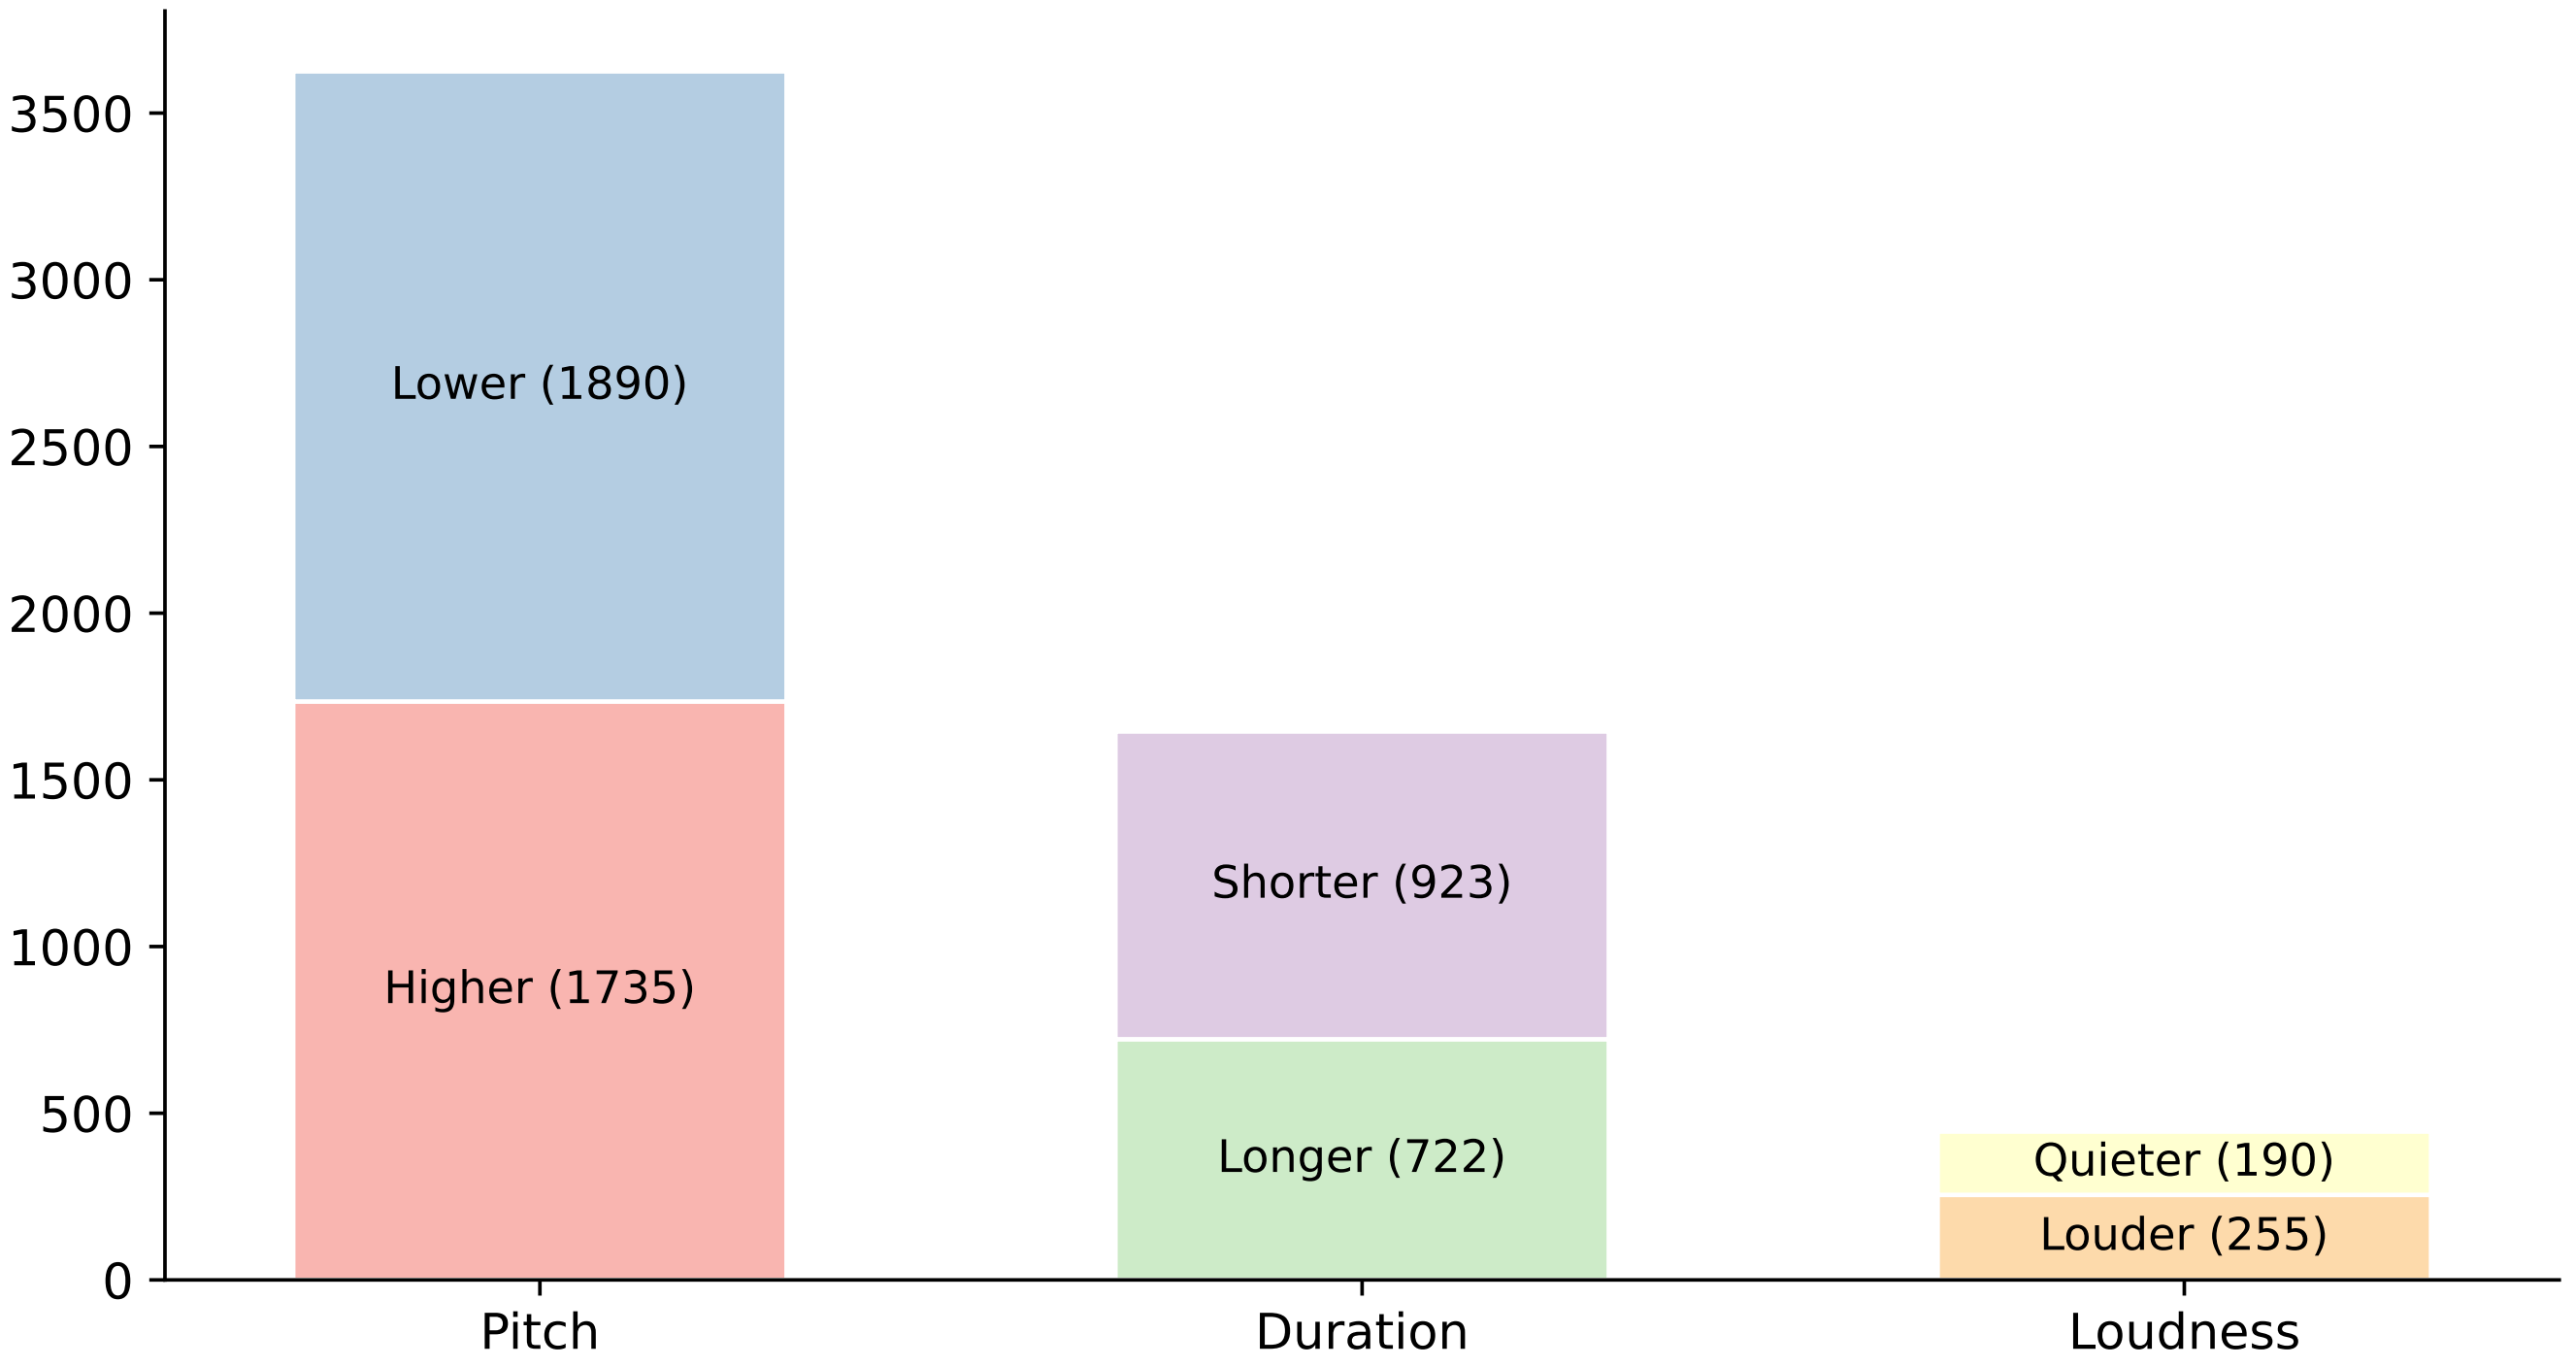 3500
3000
2500
2000
1500
1000
500
0
Lower (1890)
Higher (1735)
Shorter (923)
Longer (722)
Quieter (190)
Louder (255)
Pitch
Duration
Loudness